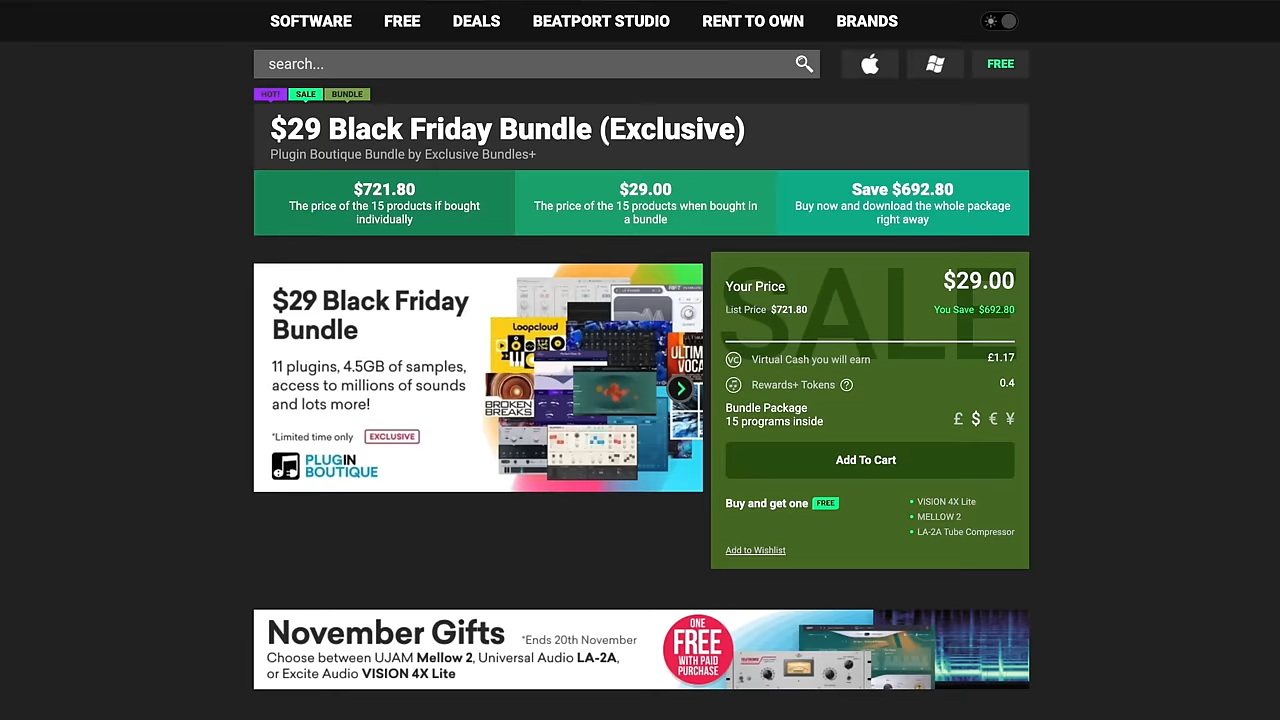 SOFTWARE FREE DEALS BEATPORT STUDIO RENT TO OWN BRANDS
search...
FREE
HOT! SALE BUNDLE
$29 Black Friday Bundle (Exclusive)
Plugin Boutique Bundle by Exclusive Bundles+
$721.80
The price of the 15 products if bought
individually
$29.00
The price of the 15 products when bought in
a bundle
Save $692.80
Buy now and download the whole package
right away
$29 Black Friday
Bundle
11 plugins, 4.5GB of samples,
access to millions of sounds
and lots more!
*Limited time only EXCLUSIVE
PLUGIN
BOUTIQUE
Loopcloud
BROKEN
BREAKS
SALE
Your Price $29.00
List Price $721.80 You Save $692.80
VC Virtual Cash you will earn £1.17
Rewards+ Tokens ? 0.4
Bundle Package
15 programs inside
£ $ € ¥
Add To Cart
Buy and get one FREE
• VISION 4X Lite
• MELLOW 2
• LA-2A Tube Compressor
Add to Wishlist
November Gifts *Ends 20th November
Choose between UJAM Mellow 2, Universal Audio LA-2A,
or Excite Audio VISION 4X Lite
ONE
FREE
WITH PAID
PURCHASE